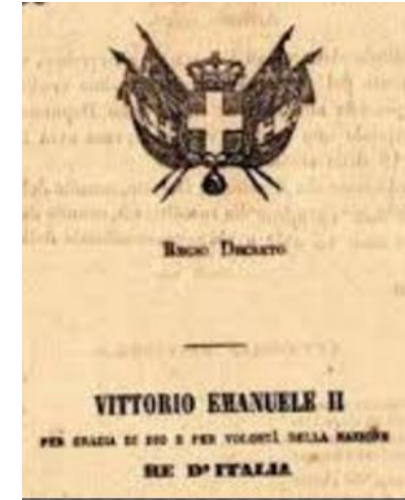 REGIO DECRETO
VITTORIO EMANUELE II
PER GRAZIA DI DIO E PER VOLONTÀ DELLA NAZIONE
RE D'ITALIA